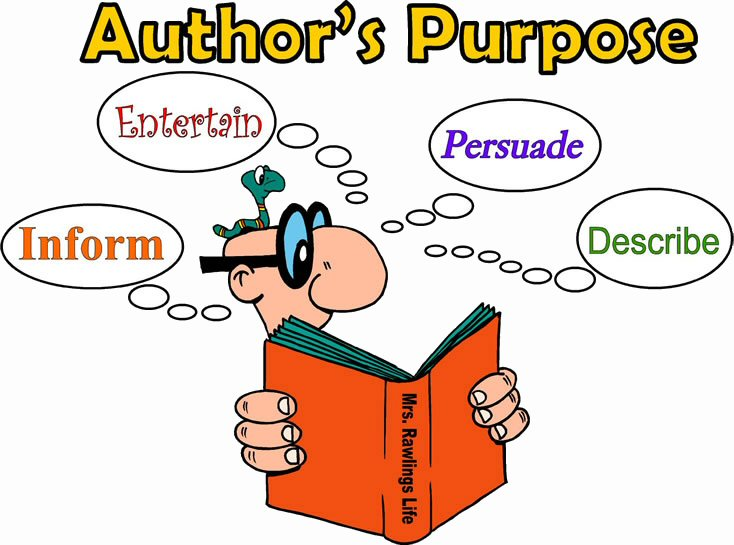 Author's Purpose
Entertain
Persuade
Inform
Describe
Mrs. Rawlings Life